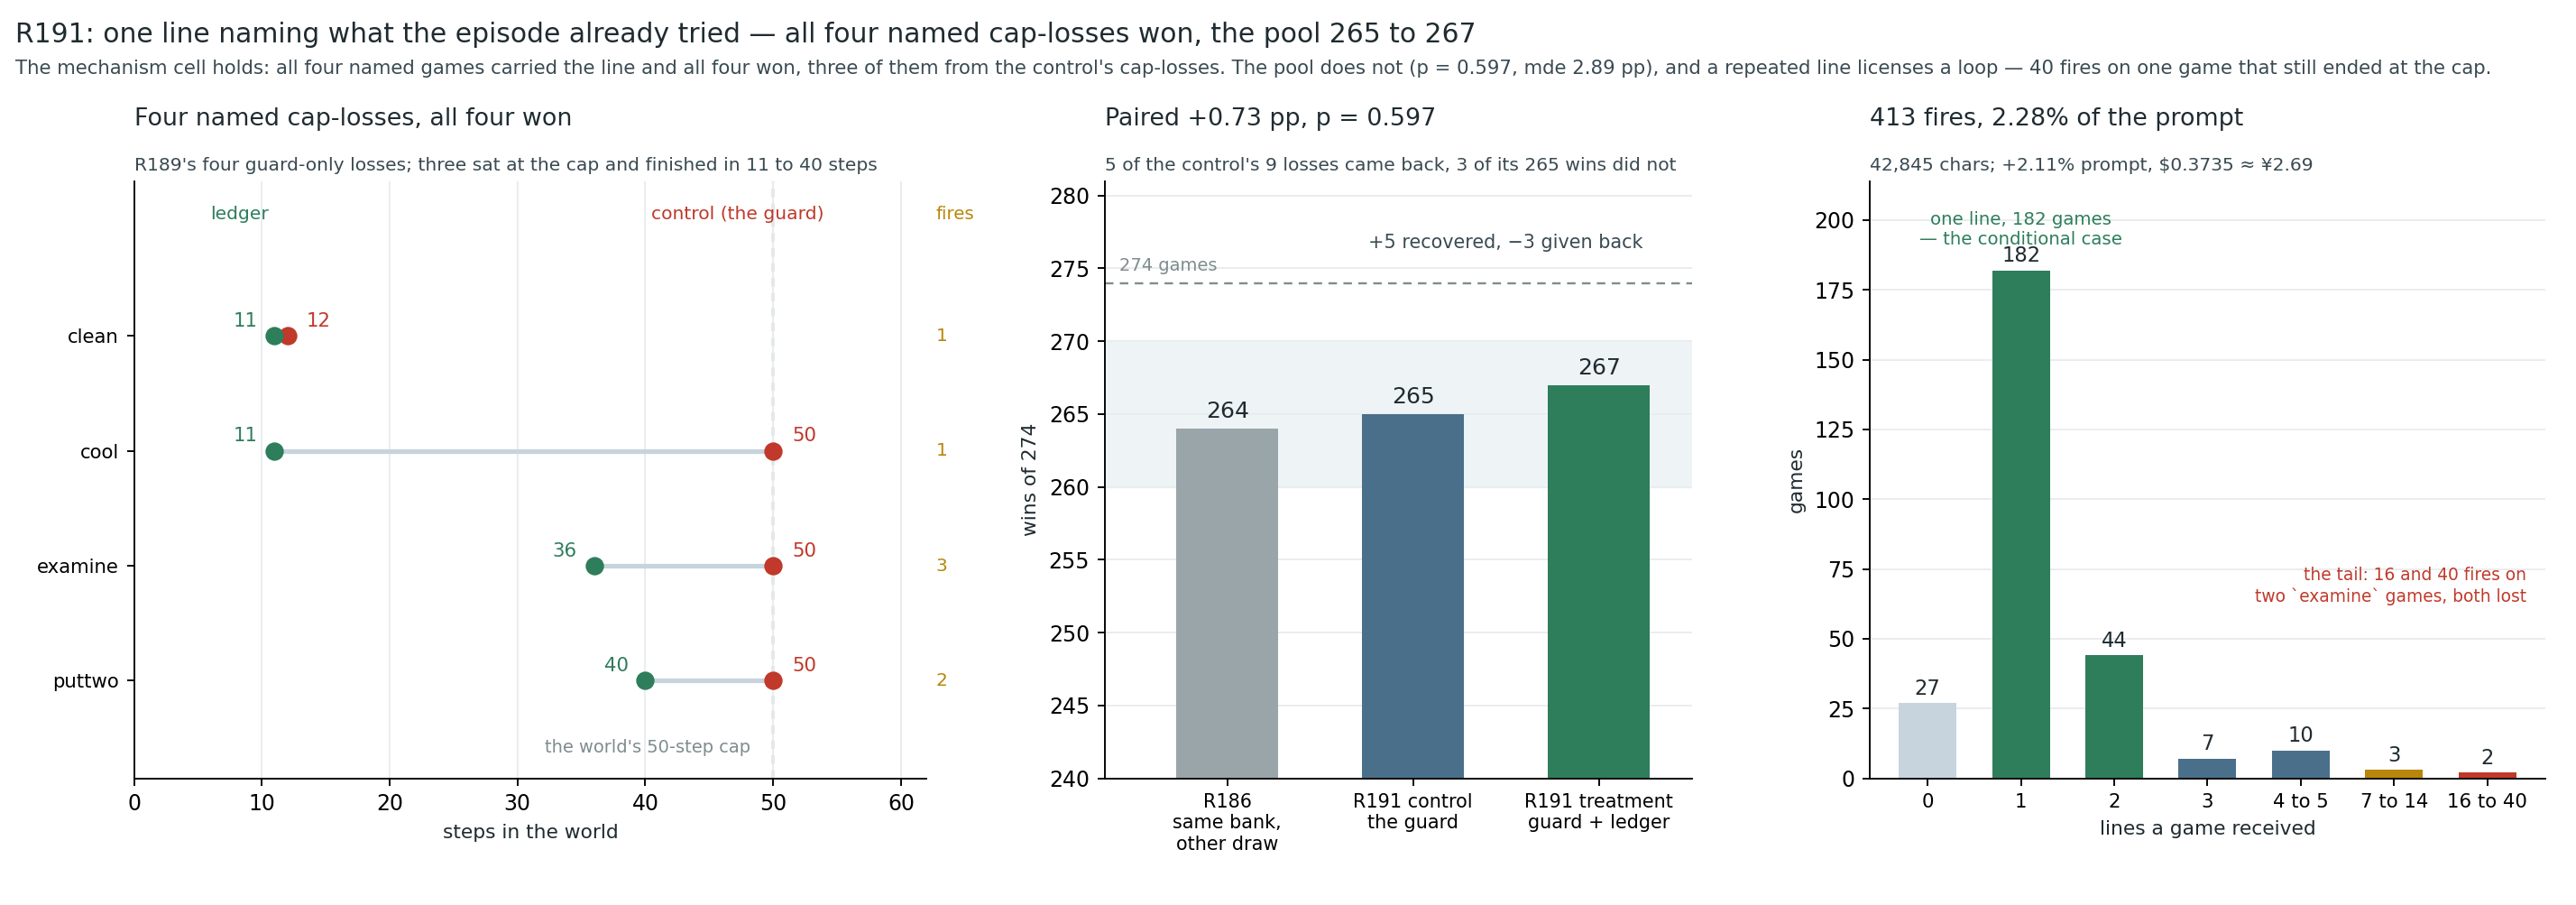 R191: one line naming what the episode already tried — all four named cap-losses won, the pool 265 to 267
The mechanism cell holds: all four named games carried the line and all four won, three of them from the control's cap-losses. The pool does not (p = 0.597, mde 2.89 pp), and a repeated line licenses a loop — 40 fires on one game that still ended at the cap.
Four named cap-losses, all four won
R189's four guard-only losses; three sat at the cap and finished in 11 to 40 steps
ledger
control (the guard)
fires
clean
11
12
1
cool
11
50
1
examine
36
50
3
puttwo
40
50
2
the world's 50-step cap
0 10 20 30 40 50 60
steps in the world
Paired +0.73 pp, p = 0.597
5 of the control's 9 losses came back, 3 of its 265 wins did not
280
275
270
265
260
255
250
245
240
wins of 274
+5 recovered, −3 given back
274 games
264
265
267
R186
same bank,
other draw
R191 control
the guard
R191 treatment
guard + ledger
413 fires, 2.28% of the prompt
42,845 chars; +2.11% prompt, $0.3735 ≈ ¥2.69
200
175
150
125
100
75
50
25
0
games
one line, 182 games
— the conditional case
the tail: 16 and 40 fires on
two `examine` games, both lost
27
182
44
7
10
3
2
0 1 2 3 4 to 5 7 to 14 16 to 40
lines a game received